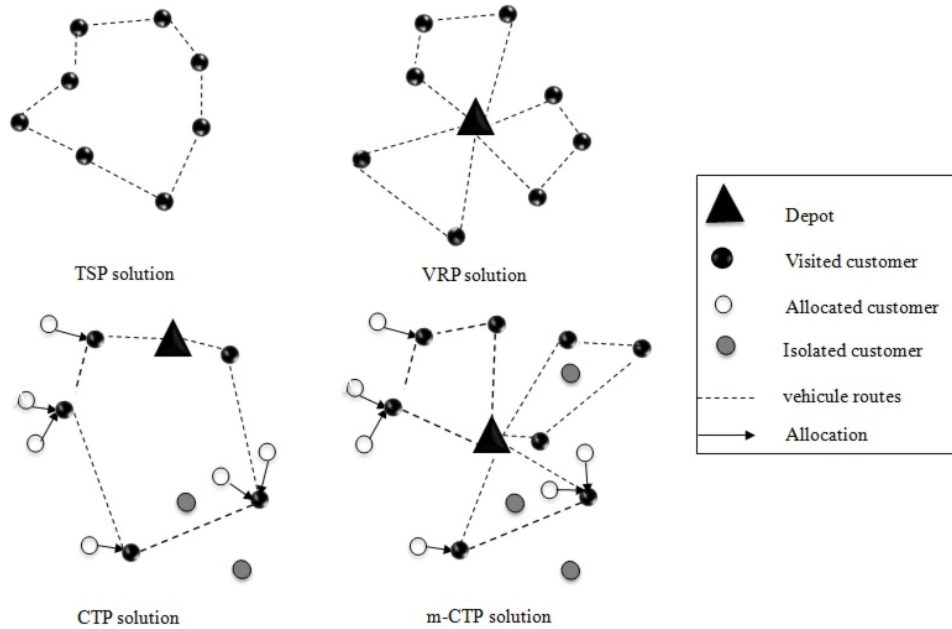 TSP solution
VRP solution
Depot
Visited customer
Allocated customer
Isolated customer
vehicule routes
Allocation
CTP solution
m-CTP solution